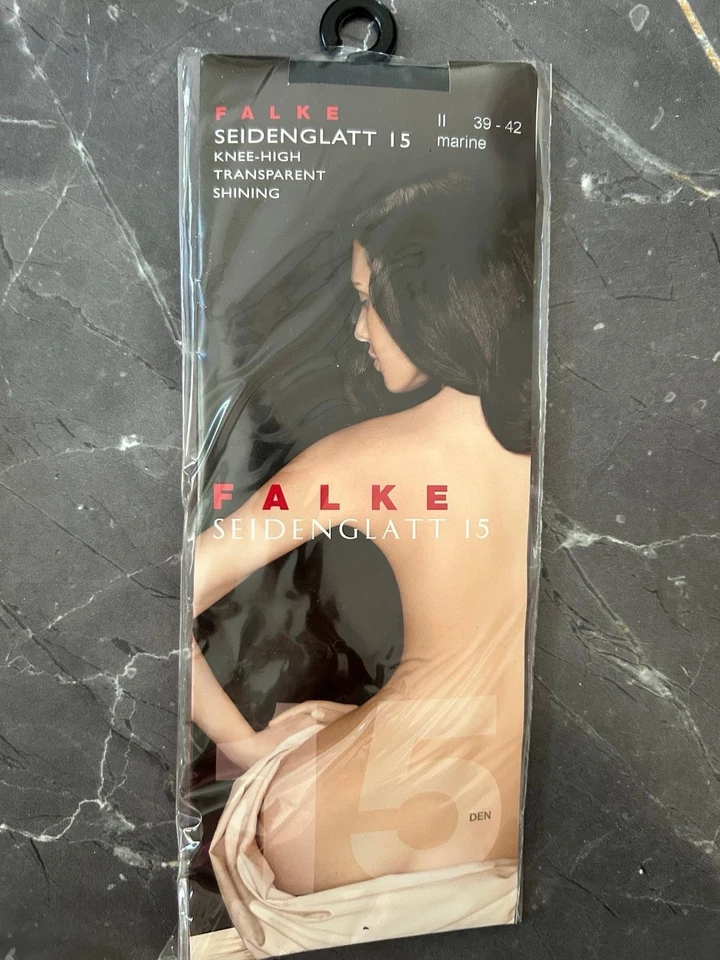 FALKE
SEIDENGLATT 15
KNEE-HIGH
TRANSPARENT
SHINING
II 39 - 42
marine
FALKE
SEIDENGLATT 15
15
DEN